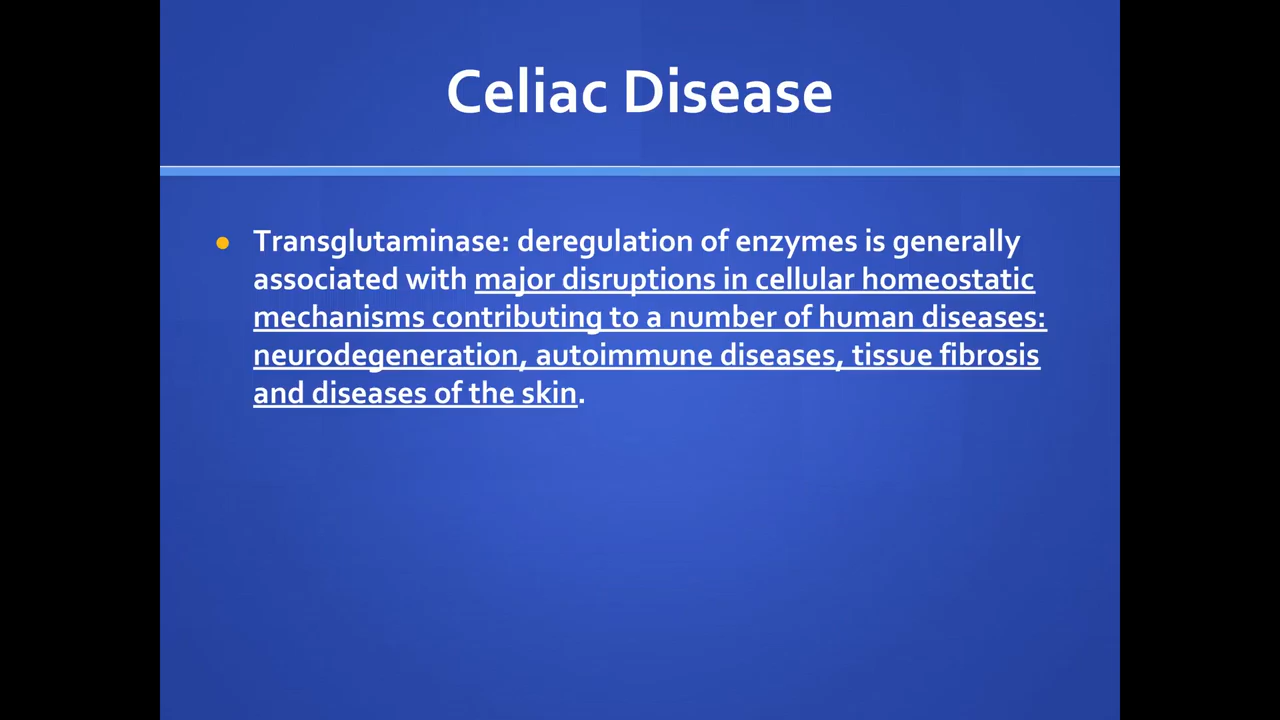 Celiac Disease
Transglutaminase: deregulation of enzymes is generally
associated with major disruptions in cellular homeostatic
mechanisms contributing to a number of human diseases:
neurodegeneration, autoimmune diseases, tissue fibrosis
and diseases of the skin.